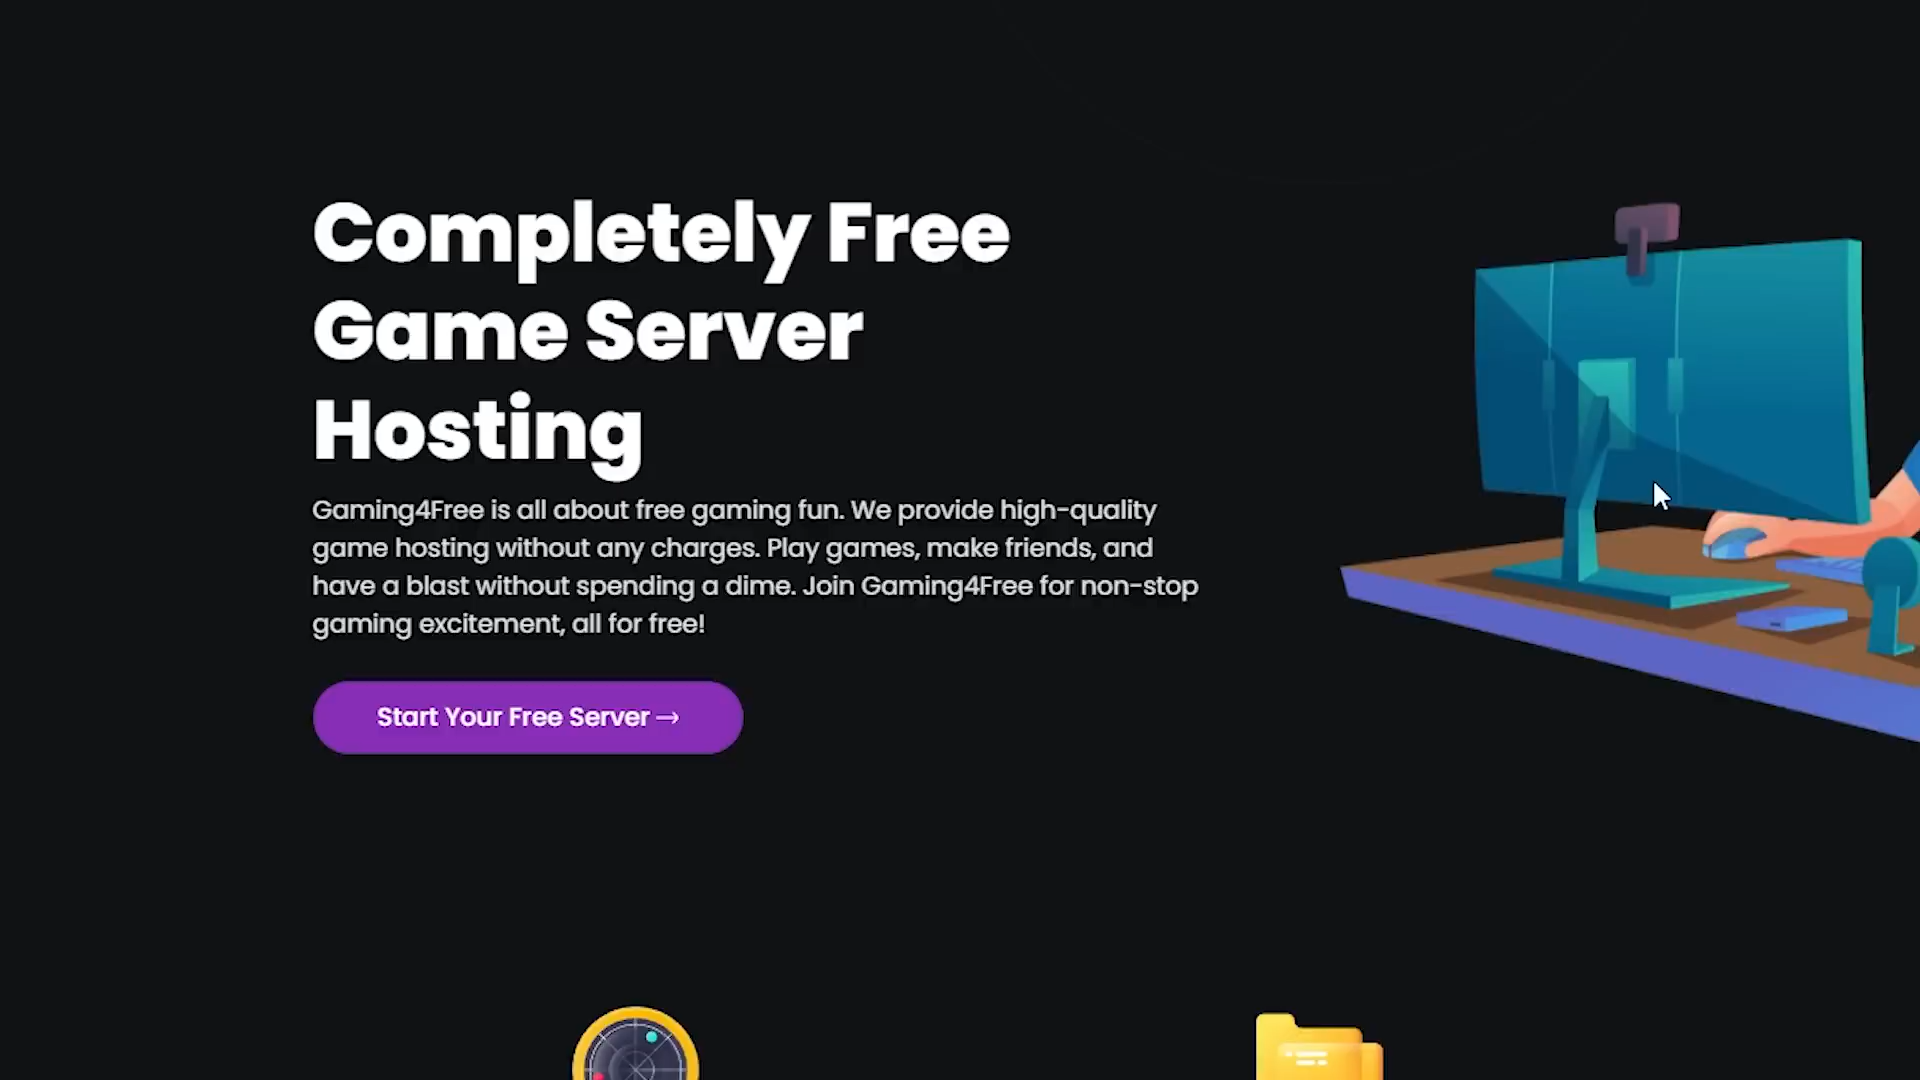 Completely Free
Game Server
Hosting
Gaming4Free is all about free gaming fun. We provide high-quality
game hosting without any charges. Play games, make friends, and
have a blast without spending a dime. Join Gaming4Free for non-stop
gaming excitement, all for free!
Start Your Free Server →